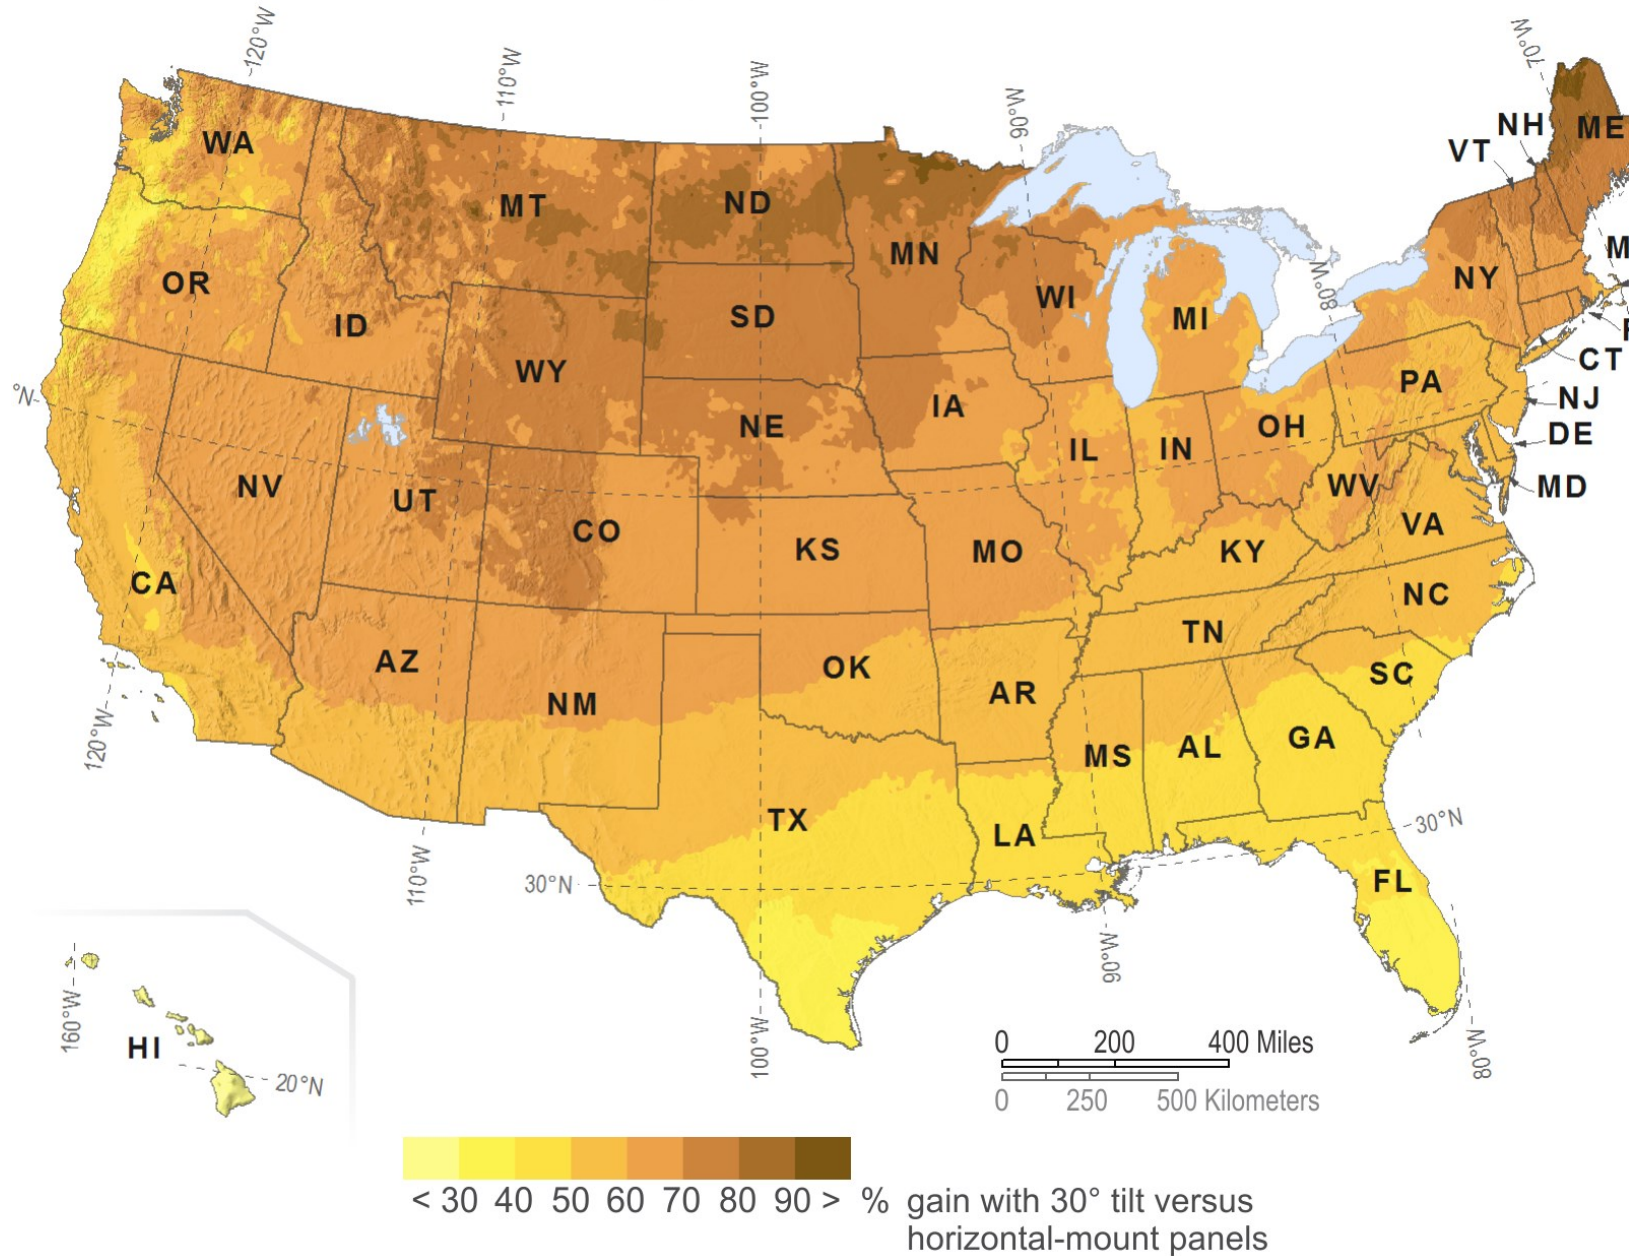 120°W
110°W
100°W
90°W
70°W
NH
ME
VT
WA
MT
ND
MN
OR
ID
SD
WI
MI
NY
80°W
M
WY
CT
°N
NE
IA
PA
NJ
IL
IN
OH
DE
NV
UT
CO
KS
MO
WV
MD
KY
VA
CA
NC
TN
AZ
NM
OK
AR
SC
MS
AL
GA
TX
LA
FL
120°W
110°W
30°N
30°N
90°W
100°W
80°W
160°W
HI
20°N
0 200 400 Miles
0 250 500 Kilometers
< 30 40 50 60 70 80 90 > % gain with 30° tilt versus
horizontal-mount panels